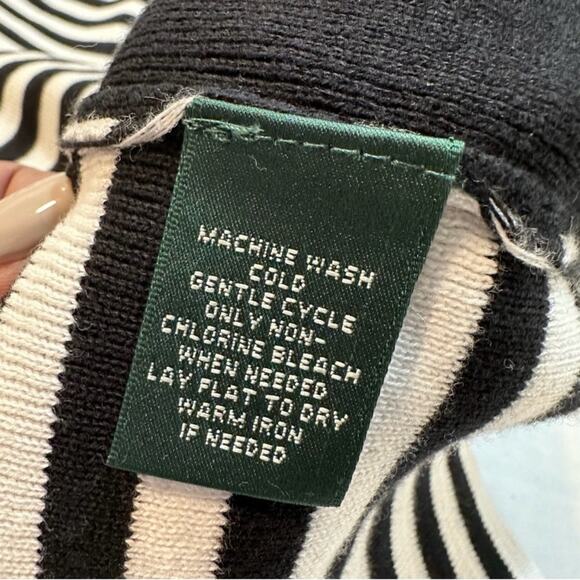 MACHINE WASH
COLD
GENTLE CYCLE
ONLY NON-
CHLORINE BLEACH
WHEN NEEDED
LAY FLAT TO DRY
WARM IRON
IF NEEDED